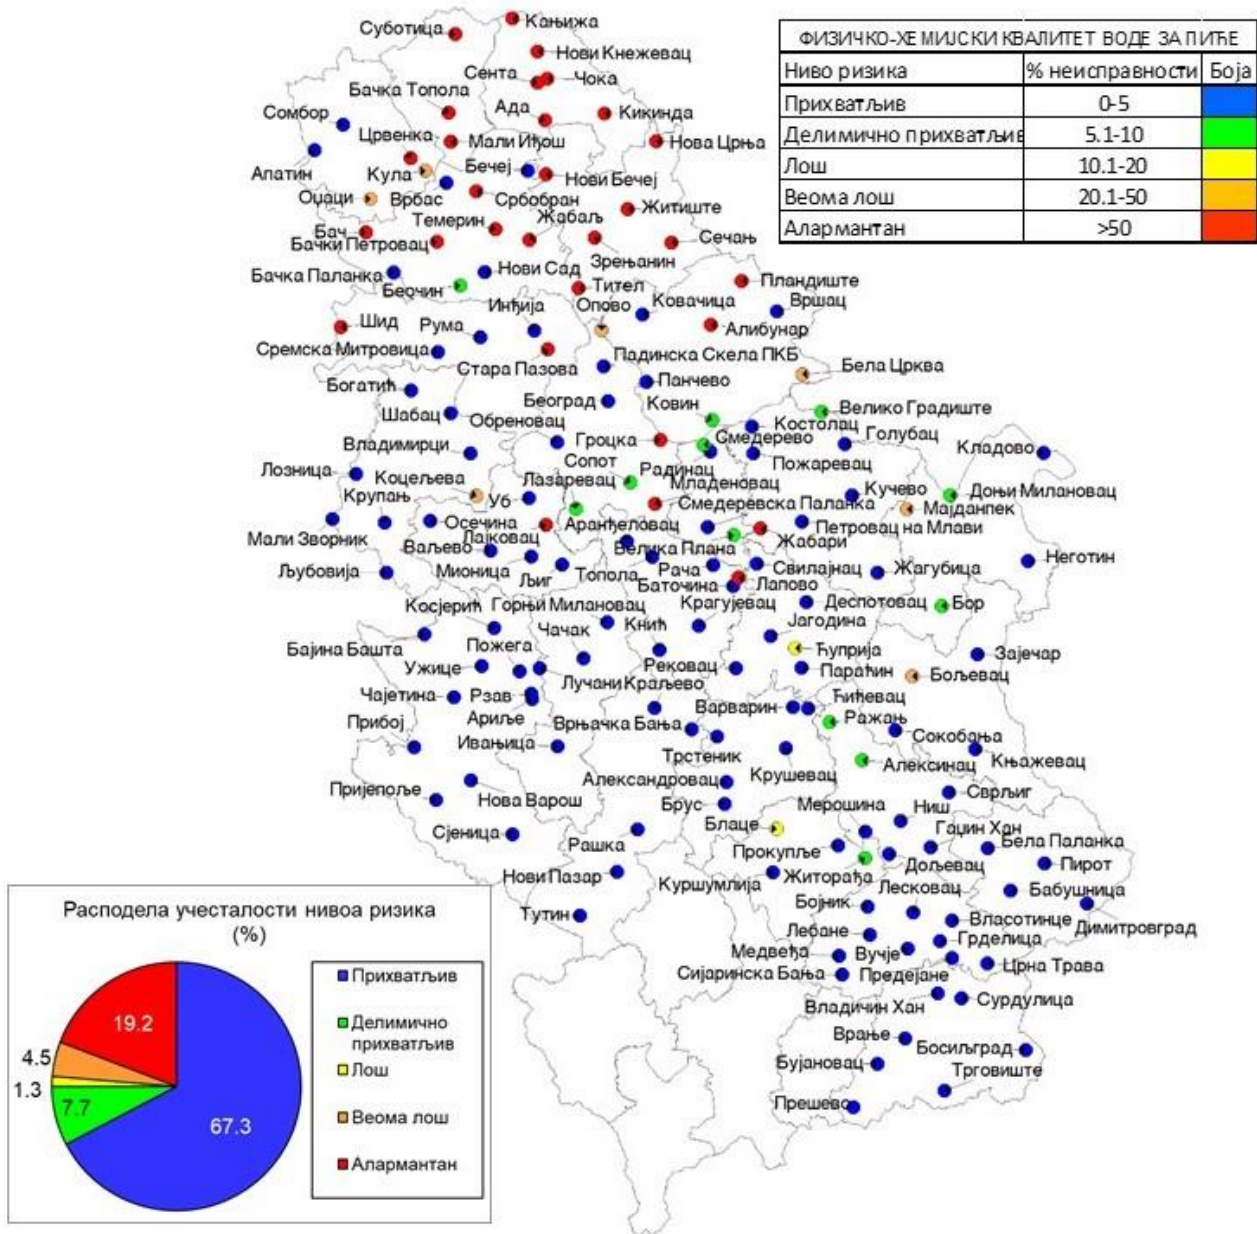 ФИЗИЧКО-ХЕМИЈСКИ КВАЛИТЕТ ВОДЕ ЗА ПИЋЕ
Ниво ризика % неисправности Боја
Прихватљив 0-5
Делимично прихватљив 5.1-10
Лош 10.1-20
Веома лош 20.1-50
Алармантан >50
Суботица
Кањижа
Нови Кнежевац
Сента
Чока
Бачка Топола
Ада
Кикинда
Сомбор
Црвенка
Мали Иђош
Нова Црња
Апатин
Кула
Бечеј
Нови Бечеј
Оџаци
Врбас
Србобран
Житиште
Бач
Темерин
Жабаљ
Сечањ
Бачки Петровац
Зрењанин
Бачка Паланка
Нови Сад
Беочин
Тител
Пландиште
Инђија
Опово
Ковачица
Вршац
Шид
Рума
Алибунар
Сремска Митровица
Падинска Скела ПКБ
Стара Пазова
Бела Црква
Богатић
Панчево
Београд
Ковин
Велико Градиште
Шабац
Обреновац
Костолац
Владимирци
Гроцка
Смедерево
Голубац
Кладово
Лозница
Коцељева
Сопот
Радинац
Пожаревац
Лазаревац
Младеновац
Крупањ
Уб
Смедеревска Паланка
Кучево
Доњи Милановац
Мајданпек
Осечина
Аранђеловац
Петровац на Млави
Мали Зворник
Лајковац
Ваљево
Велика Плана
Жабари
Неготин
Љубовија
Мионица
Љиг
Топола
Рача
Свилајнац
Жагубица
Баточина
Лапово
Косјерић
Горњи Милановац
Крагујевац
Деспотовац
Бор
Чачак
Кнић
Јагодина
Бајина Башта
Пожега
Ћуприја
Зајечар
Ужице
Рековац
Параћин
Бољевац
Лучани
Краљево
Чајетина
Рзав
Варварин
Ћићевац
Ариље
Прибој
Врњачка Бања
Ражањ
Ивањица
Трстеник
Сокобања
Крушевац
Алексинац
Књажевац
Александровац
Пријепоље
Нова Варош
Брус
Мерошина
Ниш
Сврљиг
Сјеница
Рашка
Блаце
Гаџин Хан
Бела Паланка
Прокупље
Дољевац
Пирот
Нови Пазар
Куршумлија
Житорађа
Лесковац
Бабушница
Бојник
Тутин
Власотинце
Димитровград
Лебане
Грделица
Медвеђа
Вучје
Црна Трава
Сијаринска Бања
Предејане
Владичин Хан
Сурдулица
Врање
Босиљград
Бујановац
Трговиште
Прешево
Расподела учесталости нивоа ризика
(%)
19.2
4.5
1.3
7.7
67.3
Прихватљив
Делимично
прихватљив
Лош
Веома лош
Алармантан